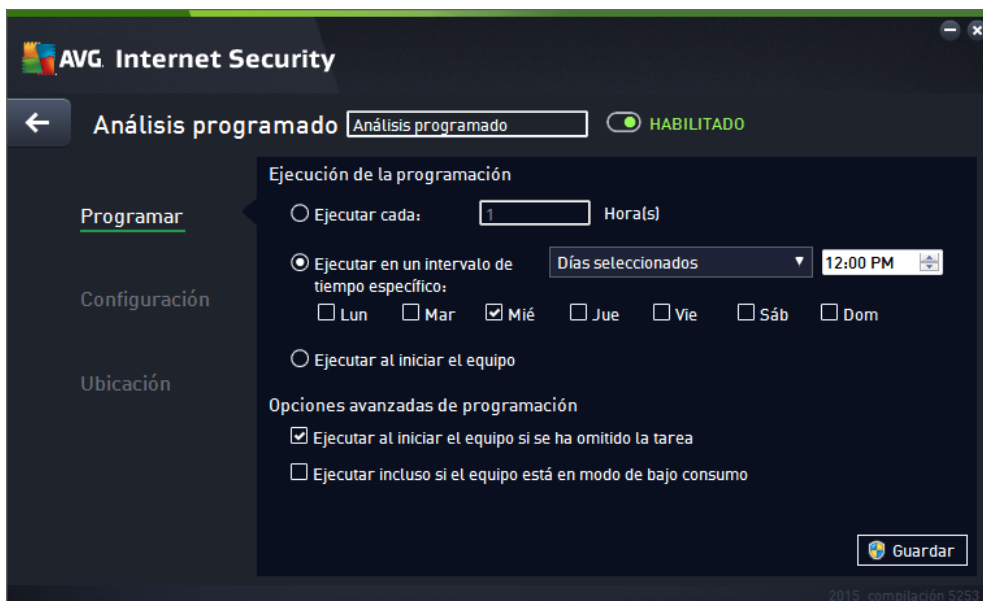 AVG. Internet Security
Análisis programado Análisis programado HABILITADO
Ejecución de la programación
Programar
Ejecutar cada: 1 Hora(s)
Ejecutar en un intervalo de tiempo específico: Días seleccionados 12:00 PM
Lun Mar Mié Jue Vie Sáb Dom
Configuración
Ejecutar al iniciar el equipo
Ubicación
Opciones avanzadas de programación
Ejecutar al iniciar el equipo si se ha omitido la tarea
Ejecutar incluso si el equipo está en modo de bajo consumo
Guardar
2015 compilación 5253